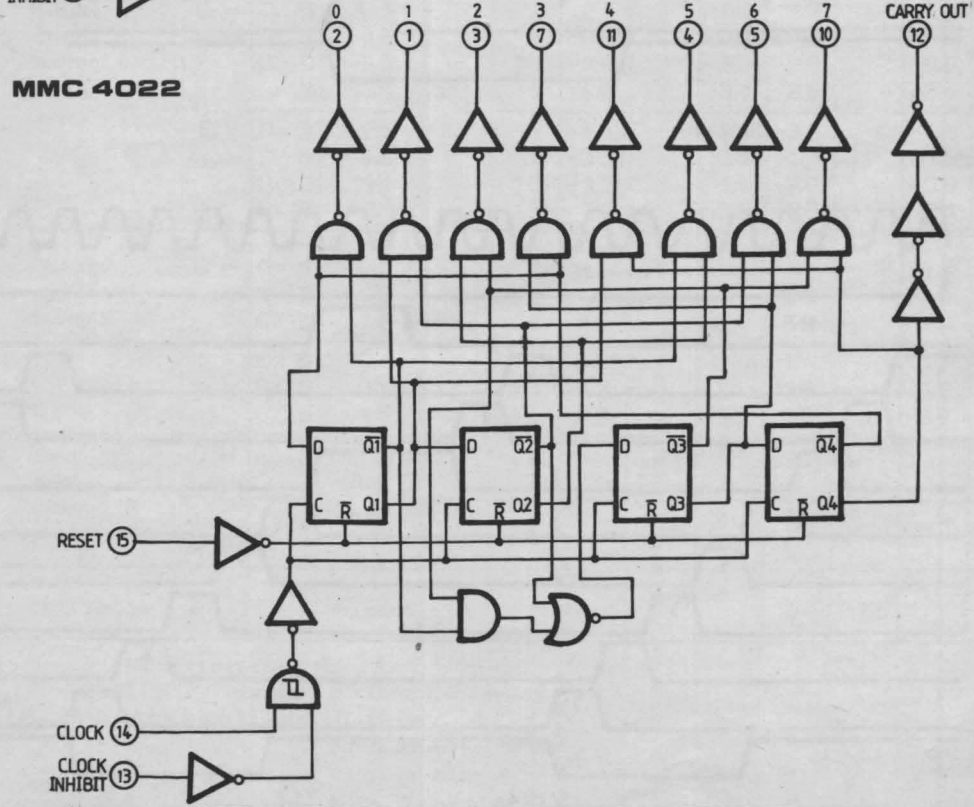 INHIBIT
0 1 2 3 4 5 6 7 CARRY OUT
2 1 3 7 11 4 5 10 12
MMC 4022
D Q̅1̅ D Q̅2̅ D Q̅3̅ D Q̅4̅
C R̅ Q1 C R̅ Q2 C R̅ Q3 C R̅ Q4
RESET 15
CLOCK 14
CLOCK
INHIBIT 13